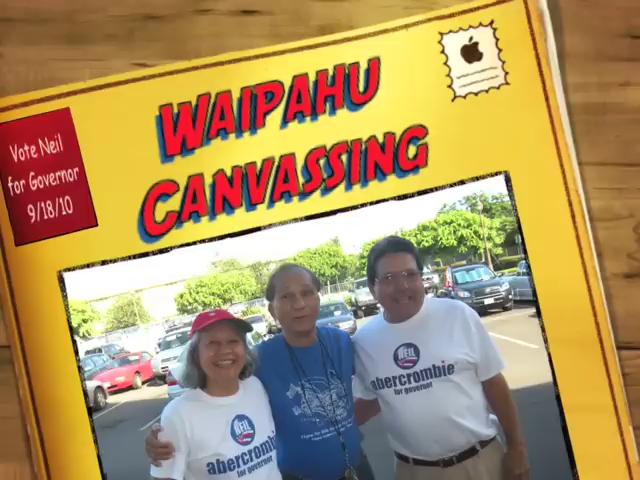 WAIPAHU
CANVASSING
Vote Neil
for Governor
9/18/10
NEIL
abercrombie
for governor
NEIL
abercrombie
for governor